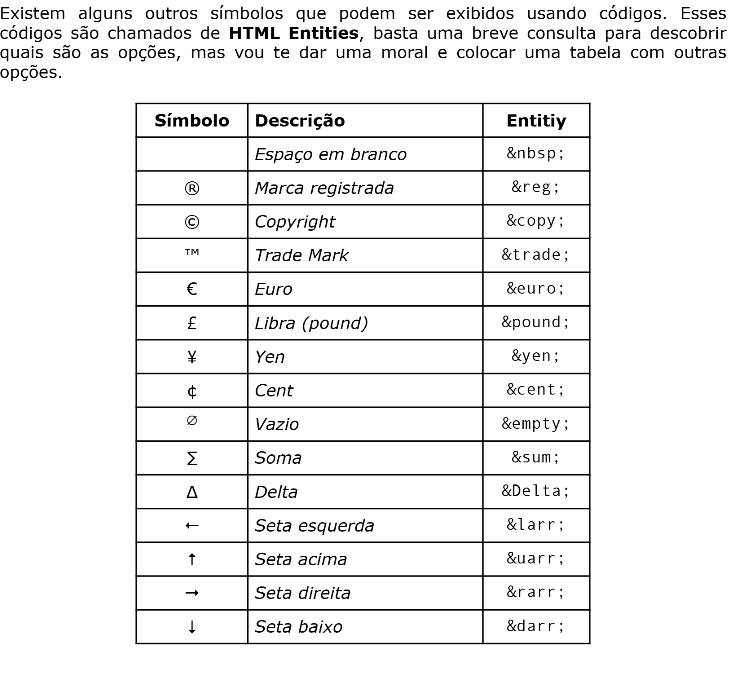 Existem alguns outros símbolos que podem ser exibidos usando códigos. Esses
códigos são chamados de HTML Entities, basta uma breve consulta para descobrir
quais são as opções, mas vou te dar uma moral e colocar uma tabela com outras
opções.
Símbolo Descrição Entitiy
Espaço em branco &nbsp;
® Marca registrada &reg;
© Copyright &copy;
™ Trade Mark &trade;
€ Euro &euro;
£ Libra (pound) &pound;
¥ Yen &yen;
¢ Cent &cent;
∅ Vazio &empty;
∑ Soma &sum;
Δ Delta &Delta;
← Seta esquerda &larr;
↑ Seta acima &uarr;
→ Seta direita &rarr;
↓ Seta baixo &darr;